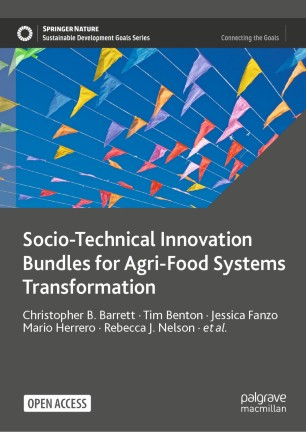 SPRINGER NATURE
Sustainable Development Goals Series
Connecting the Goals
Socio-Technical Innovation
Bundles for Agri-Food Systems
Transformation
Christopher B. Barrett · Tim Benton · Jessica Fanzo
Mario Herrero · Rebecca J. Nelson · et al.
OPEN ACCESS
palgrave
macmillan